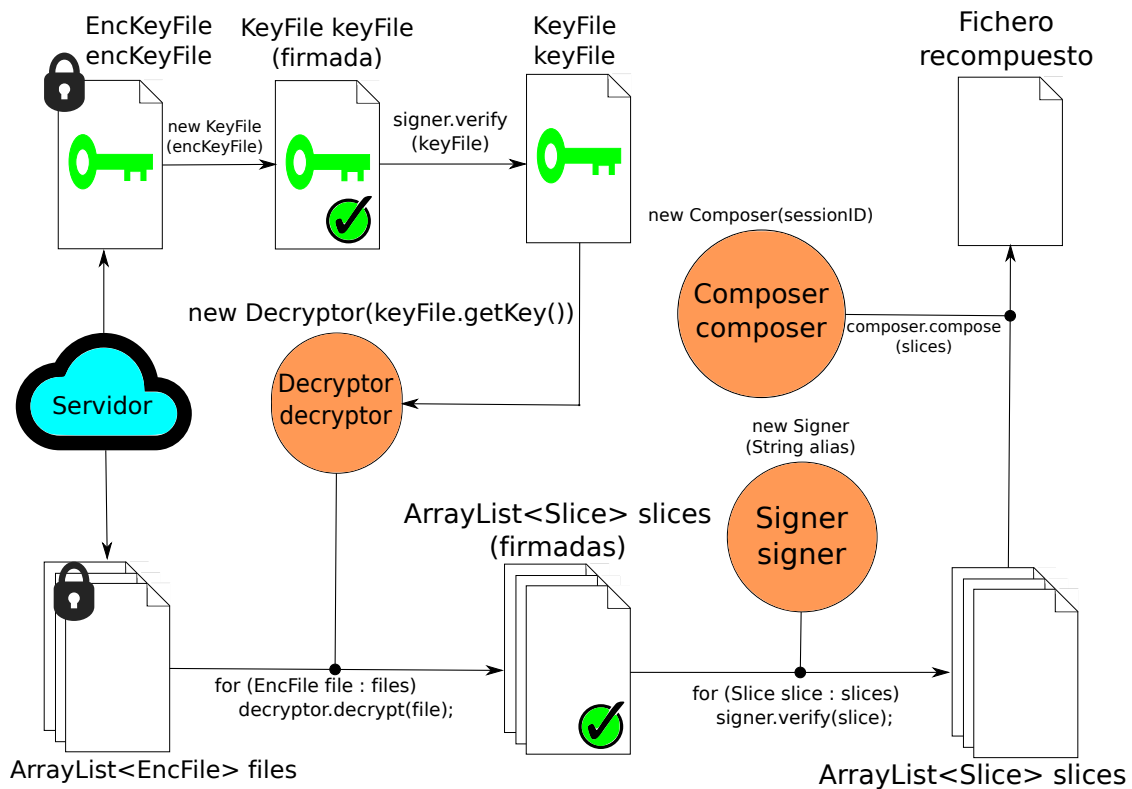 EncKeyFile
encKeyFile
KeyFile keyFile
(firmada)
KeyFile
keyFile
Fichero
recompuesto
new KeyFile
(encKeyFile)
signer.verify
(keyFile)
new Composer(sessionID)
Composer
composer
composer.compose
(slices)
new Decryptor(keyFile.getKey())
Decryptor
decryptor
Servidor
new Signer
(String alias)
Signer
signer
ArrayList<Slice> slices
(firmadas)
for (EncFile file : files)
decryptor.decrypt(file);
for (Slice slice : slices)
signer.verify(slice);
ArrayList<EncFile> files
ArrayList<Slice> slices